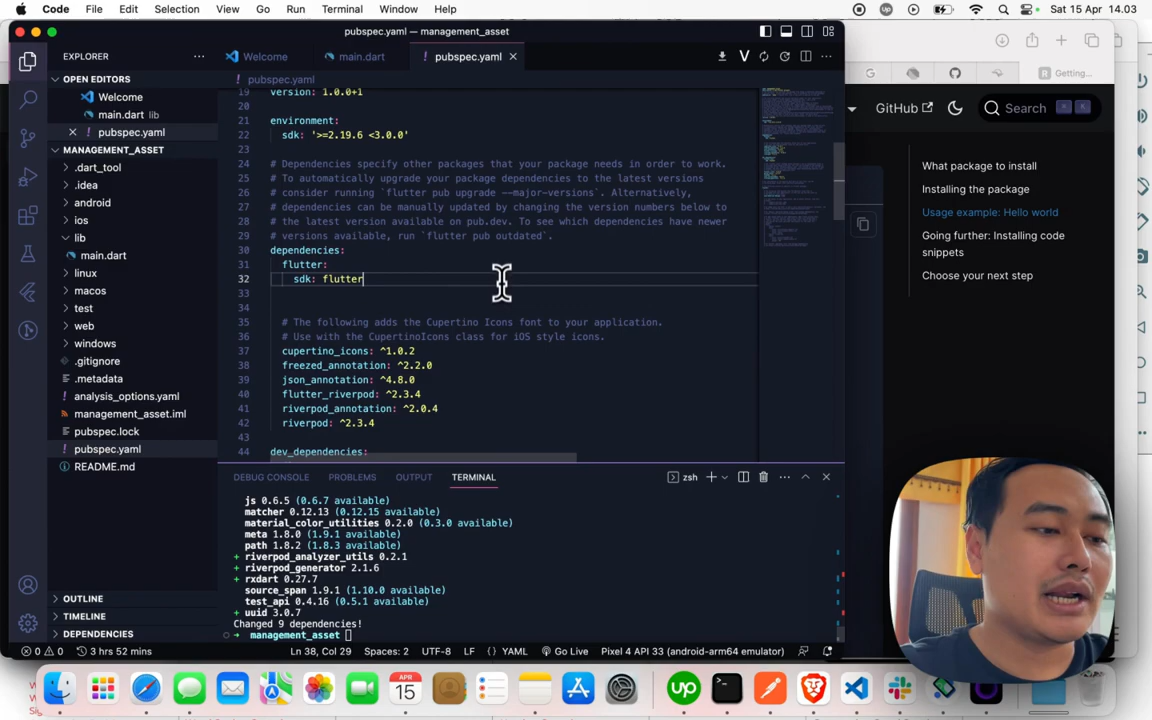 Code File Edit Selection View Go Run Terminal Window Help
Sat 15 Apr 14.03
pubspec.yaml — management_asset
EXPLORER
OPEN EDITORS
Welcome
main.dart lib
pubspec.yaml
MANAGEMENT_ASSET
.dart_tool
.idea
android
ios
lib
main.dart
linux
macos
test
web
windows
.gitignore
.metadata
analysis_options.yaml
management_asset.iml
pubspec.lock
pubspec.yaml
README.md
OUTLINE
TIMELINE
DEPENDENCIES
Welcome main.dart pubspec.yaml
pubspec.yaml
19 version: 1.0.0+1
20
21 environment:
22 sdk: '>=2.19.6 <3.0.0'
23
24 # Dependencies specify other packages that your package needs in order to work.
25 # To automatically upgrade your package dependencies to the latest versions
26 # consider running `flutter pub upgrade --major-versions`. Alternatively,
27 # dependencies can be manually updated by changing the version numbers below to
28 # the latest version available on pub.dev. To see which dependencies have newer
29 # versions available, run `flutter pub outdated`.
30 dependencies:
31 flutter:
32 sdk: flutter
33
34
35 # The following adds the Cupertino Icons font to your application.
36 # Use with the CupertinoIcons class for iOS style icons.
37 cupertino_icons: ^1.0.2
38 freezed_annotation: ^2.2.0
39 json_annotation: ^4.8.0
40 flutter_riverpod: ^2.3.4
41 riverpod_annotation: ^2.0.4
42 riverpod: ^2.3.4
43
44 dev_dependencies:
DEBUG CONSOLE PROBLEMS OUTPUT TERMINAL
zsh
js 0.6.5 (0.6.7 available)
matcher 0.12.13 (0.12.15 available)
material_color_utilities 0.2.0 (0.3.0 available)
meta 1.8.0 (1.9.1 available)
path 1.8.2 (1.8.3 available)
+ riverpod_analyzer_utils 0.2.1
+ riverpod_generator 2.1.6
+ rxdart 0.27.7
source_span 1.9.1 (1.10.0 available)
test_api 0.4.16 (0.5.1 available)
+ uuid 3.0.7
Changed 9 dependencies!
➜ management_asset
0 0 3 hrs 52 mins
Ln 38, Col 29 Spaces: 2 UTF-8 LF {} YAML Go Live Pixel 4 API 33 (android-arm64 emulator)
Getting...
GitHub
Search K
What package to install
Installing the package
Usage example: Hello world
Going further: Installing code
snippets
Choose your next step
APR
15
up